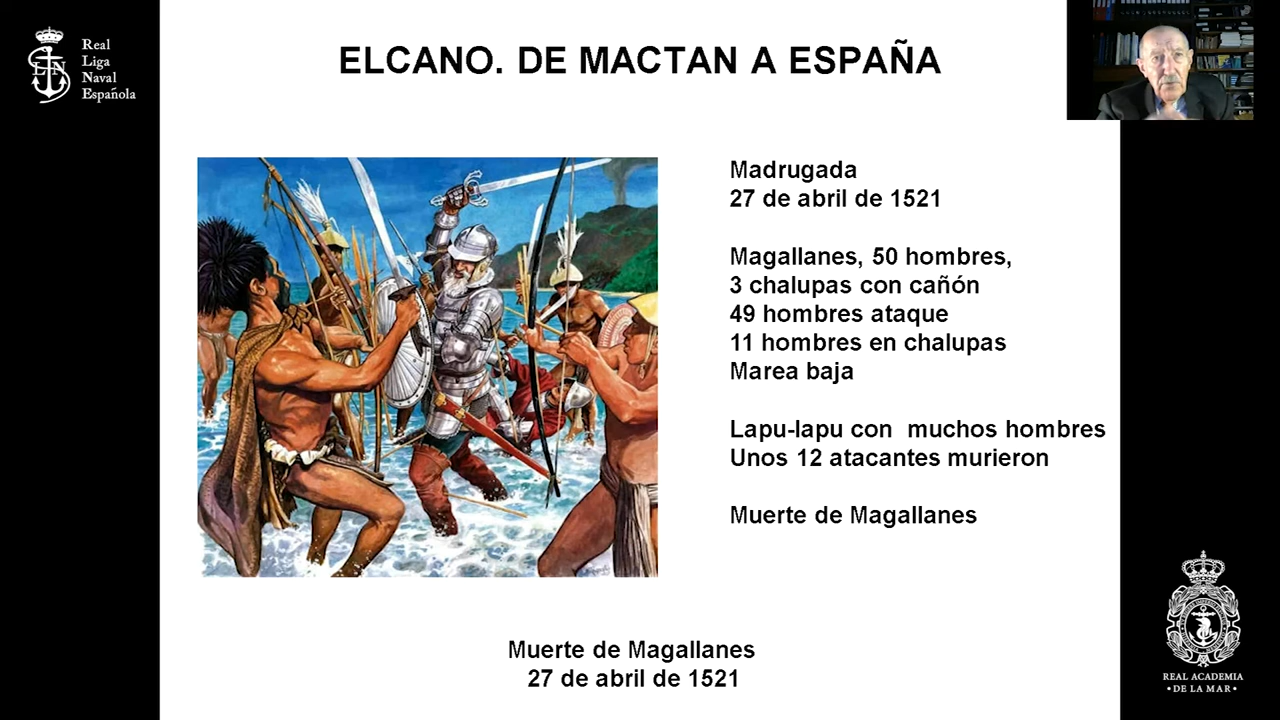 Real
Liga
Naval
Española
ELCANO. DE MACTAN A ESPAÑA
Madrugada
27 de abril de 1521
Magallanes, 50 hombres,
3 chalupas con cañón
49 hombres ataque
11 hombres en chalupas
Marea baja
Lapu-lapu con muchos hombres
Unos 12 atacantes murieron
Muerte de Magallanes
Muerte de Magallanes
27 de abril de 1521
REAL ACADEMIA
•DE LA MAR•